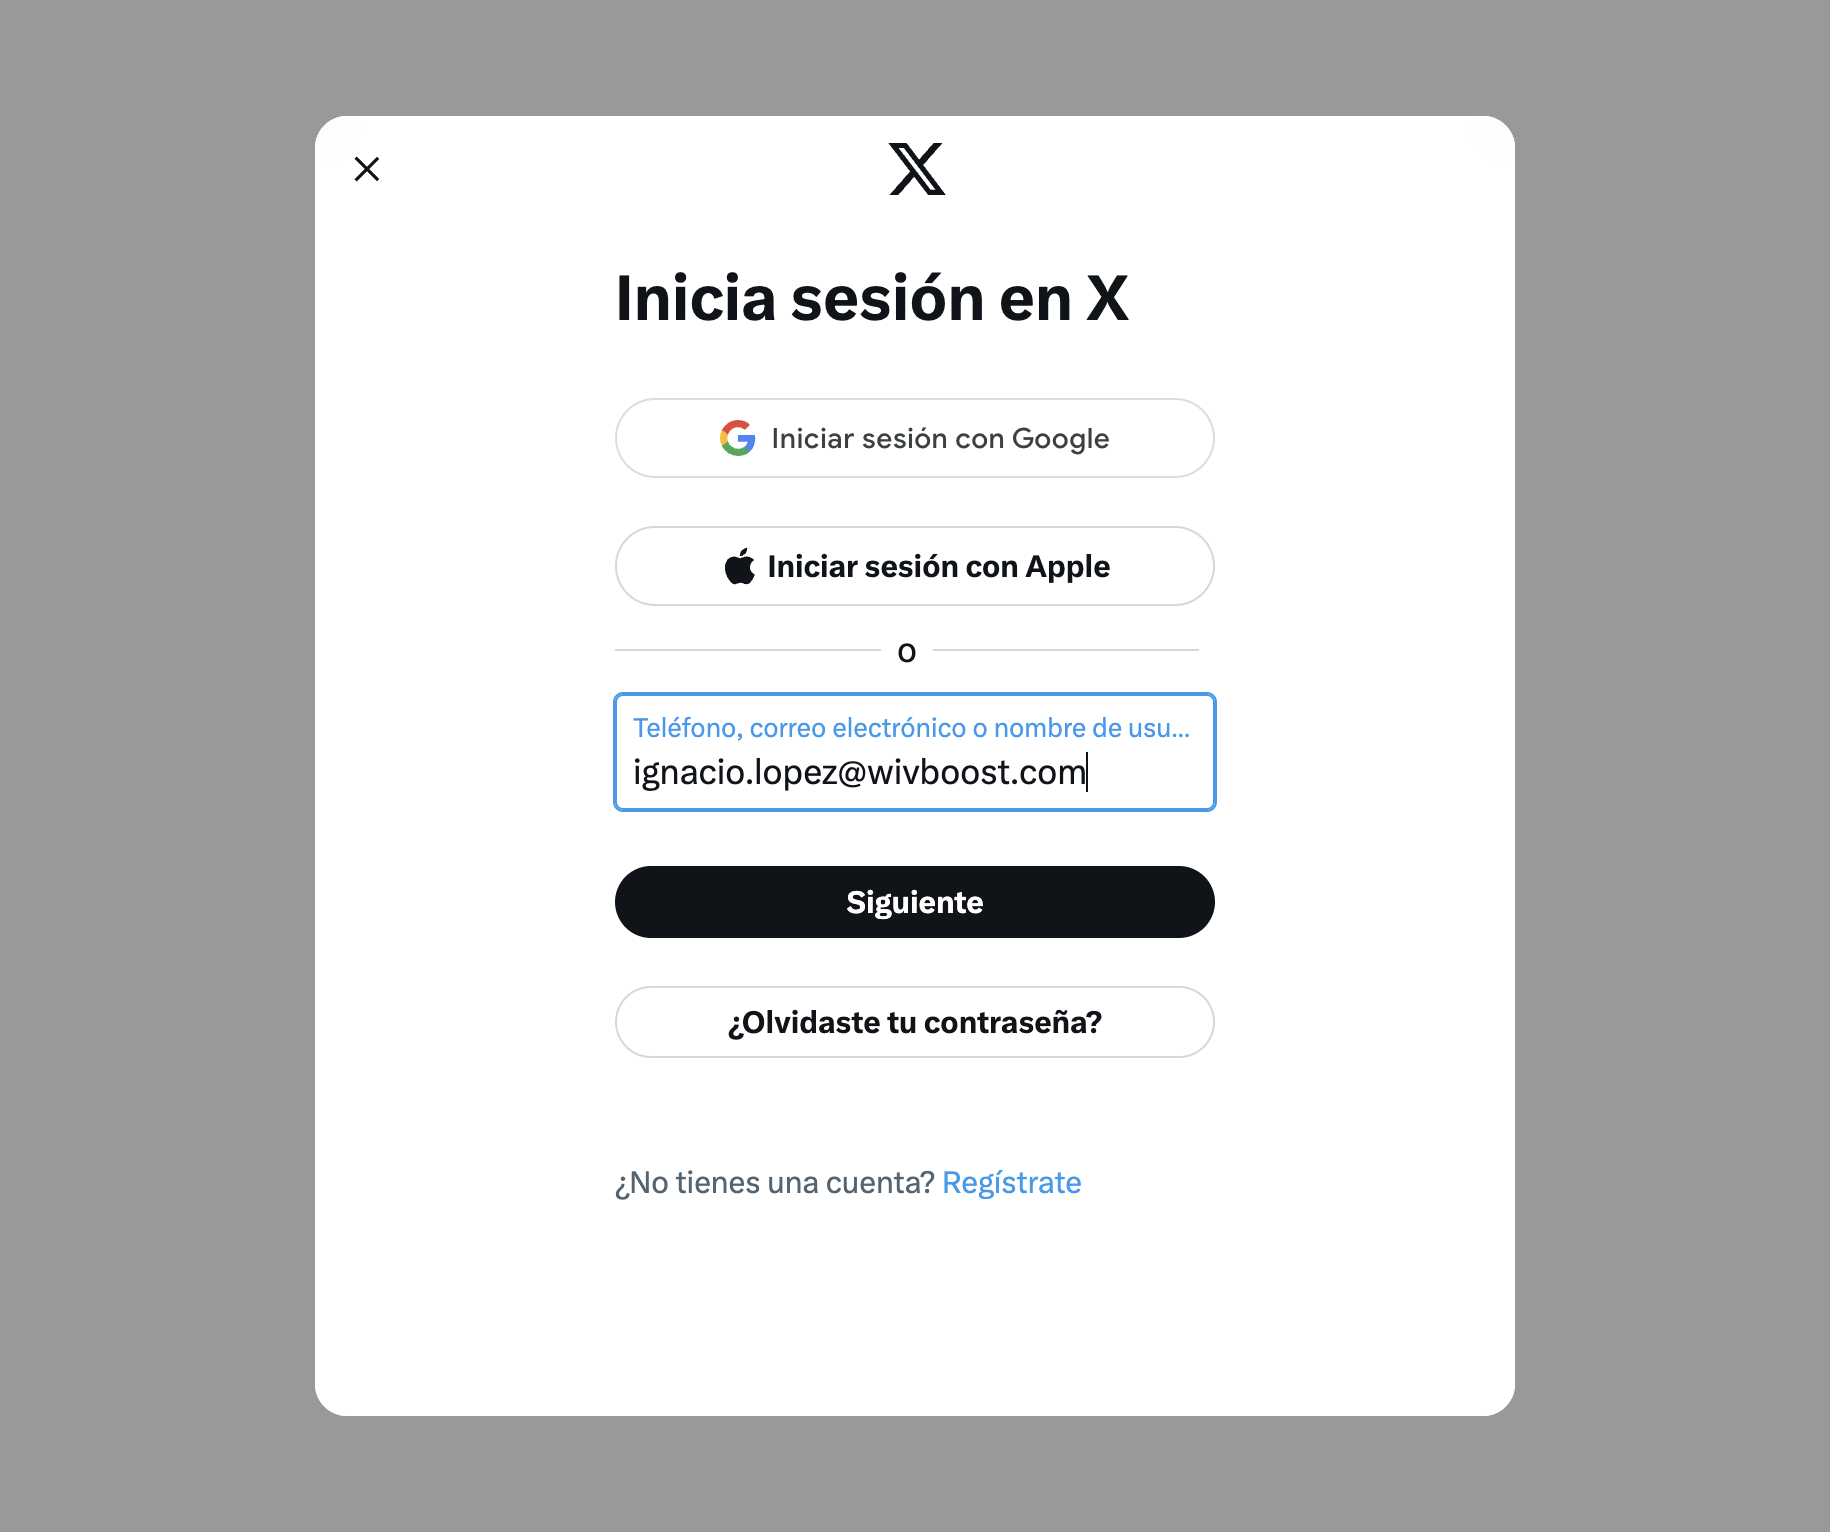 Inicia sesión en X
Iniciar sesión con Google
Iniciar sesión con Apple
o
Teléfono, correo electrónico o nombre de usu...
ignacio.lopez@wivboost.com
Siguiente
¿Olvidaste tu contraseña?
¿No tienes una cuenta? Regístrate